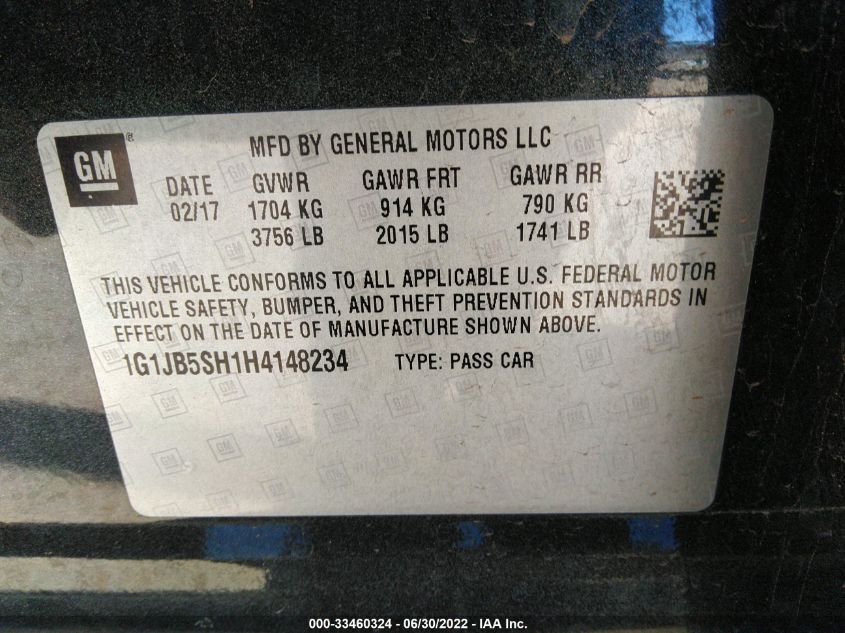 GM
®
MFD BY GENERAL MOTORS LLC
DATE GVWR GAWR FRT GAWR RR
02/17 1704 KG 914 KG 790 KG
3756 LB 2015 LB 1741 LB
THIS VEHICLE CONFORMS TO ALL APPLICABLE U.S. FEDERAL MOTOR
VEHICLE SAFETY, BUMPER, AND THEFT PREVENTION STANDARDS IN
EFFECT ON THE DATE OF MANUFACTURE SHOWN ABOVE.
1G1JB5SH1H4148234 TYPE: PASS CAR
000-33460324 - 06/30/2022 - IAA Inc.